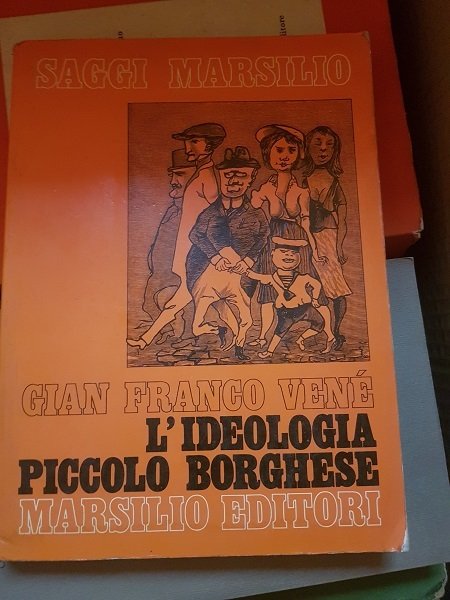 SAGGI MARSILIO
GIAN FRANCO VENÉ
L'IDEOLOGIA
PICCOLO BORGHESE
MARSILIO EDITORI